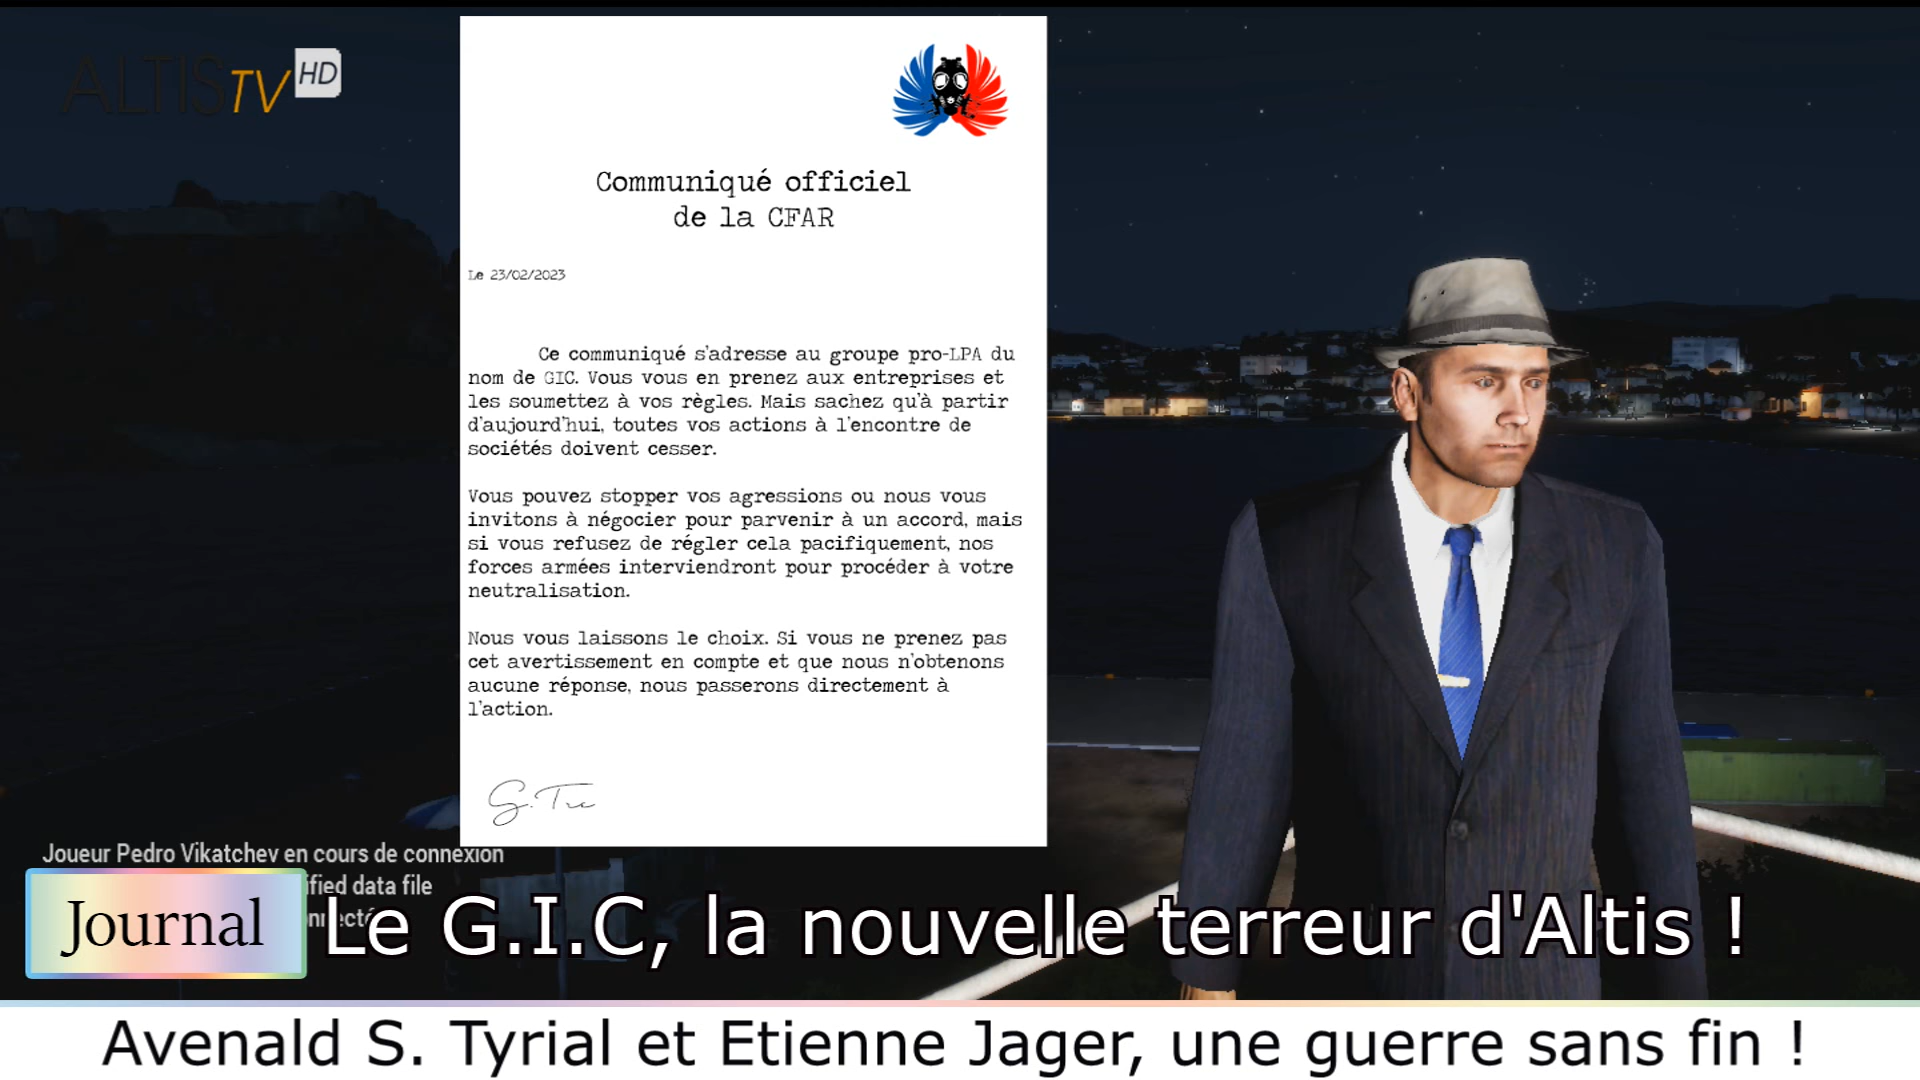 ALTISTV HD
Communiqué officiel
de la CFAR
Le 23/02/2023
Ce communiqué s'adresse au groupe pro-LPA du
nom de GIC. Vous vous en prenez aux entreprises et
les soumettez à vos règles. Mais sachez qu'à partir
d'aujourd'hui, toutes vos actions à l'encontre de
sociétés doivent cesser.
Vous pouvez stopper vos agressions ou nous vous
invitons à négocier pour parvenir à un accord, mais
si vous refusez de régler cela pacifiquement, nos
forces armées interviendront pour procéder à votre
neutralisation.
Nous vous laissons le choix. Si vous ne prenez pas
cet avertissement en compte et que nous n'obtenons
aucune réponse, nous passerons directement à
l'action.
Joueur Pedro Vikatchev en cours de connexion
data file
Journal
Le G.I.C, la nouvelle terreur d'Altis !
Avenald S. Tyrial et Etienne Jager, une guerre sans fin !